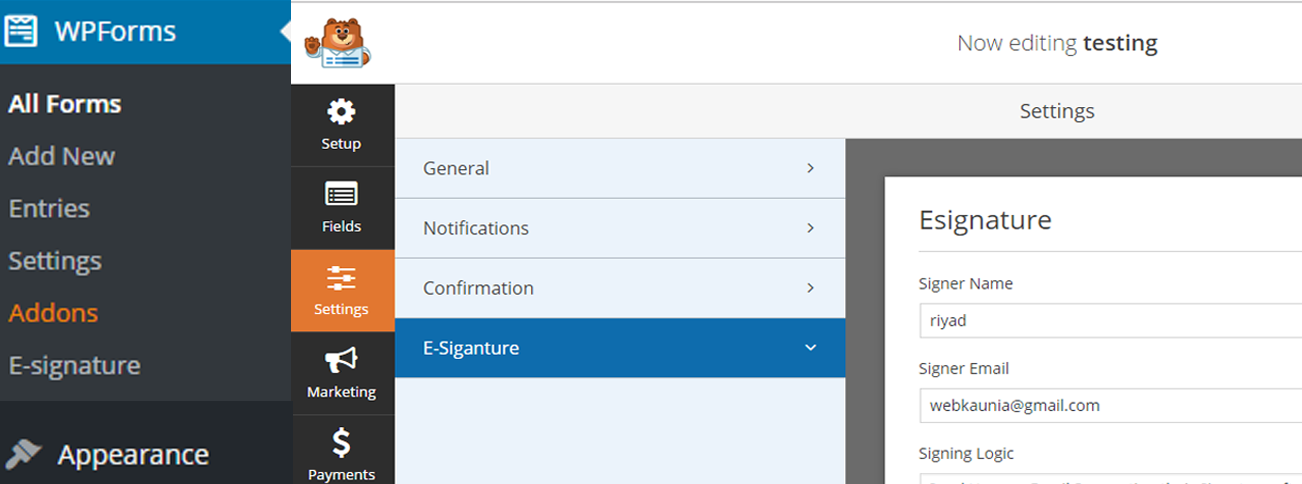 WPForms
All Forms
Add New
Entries
Settings
Addons
E-signature
Appearance
Now editing testing
Setup
Fields
Settings
Marketing
Payments
Settings
General
Notifications
Confirmation
E-Siganture
Esignature
Signer Name
riyad
Signer Email
webkaunia@gmail.com
Signing Logic